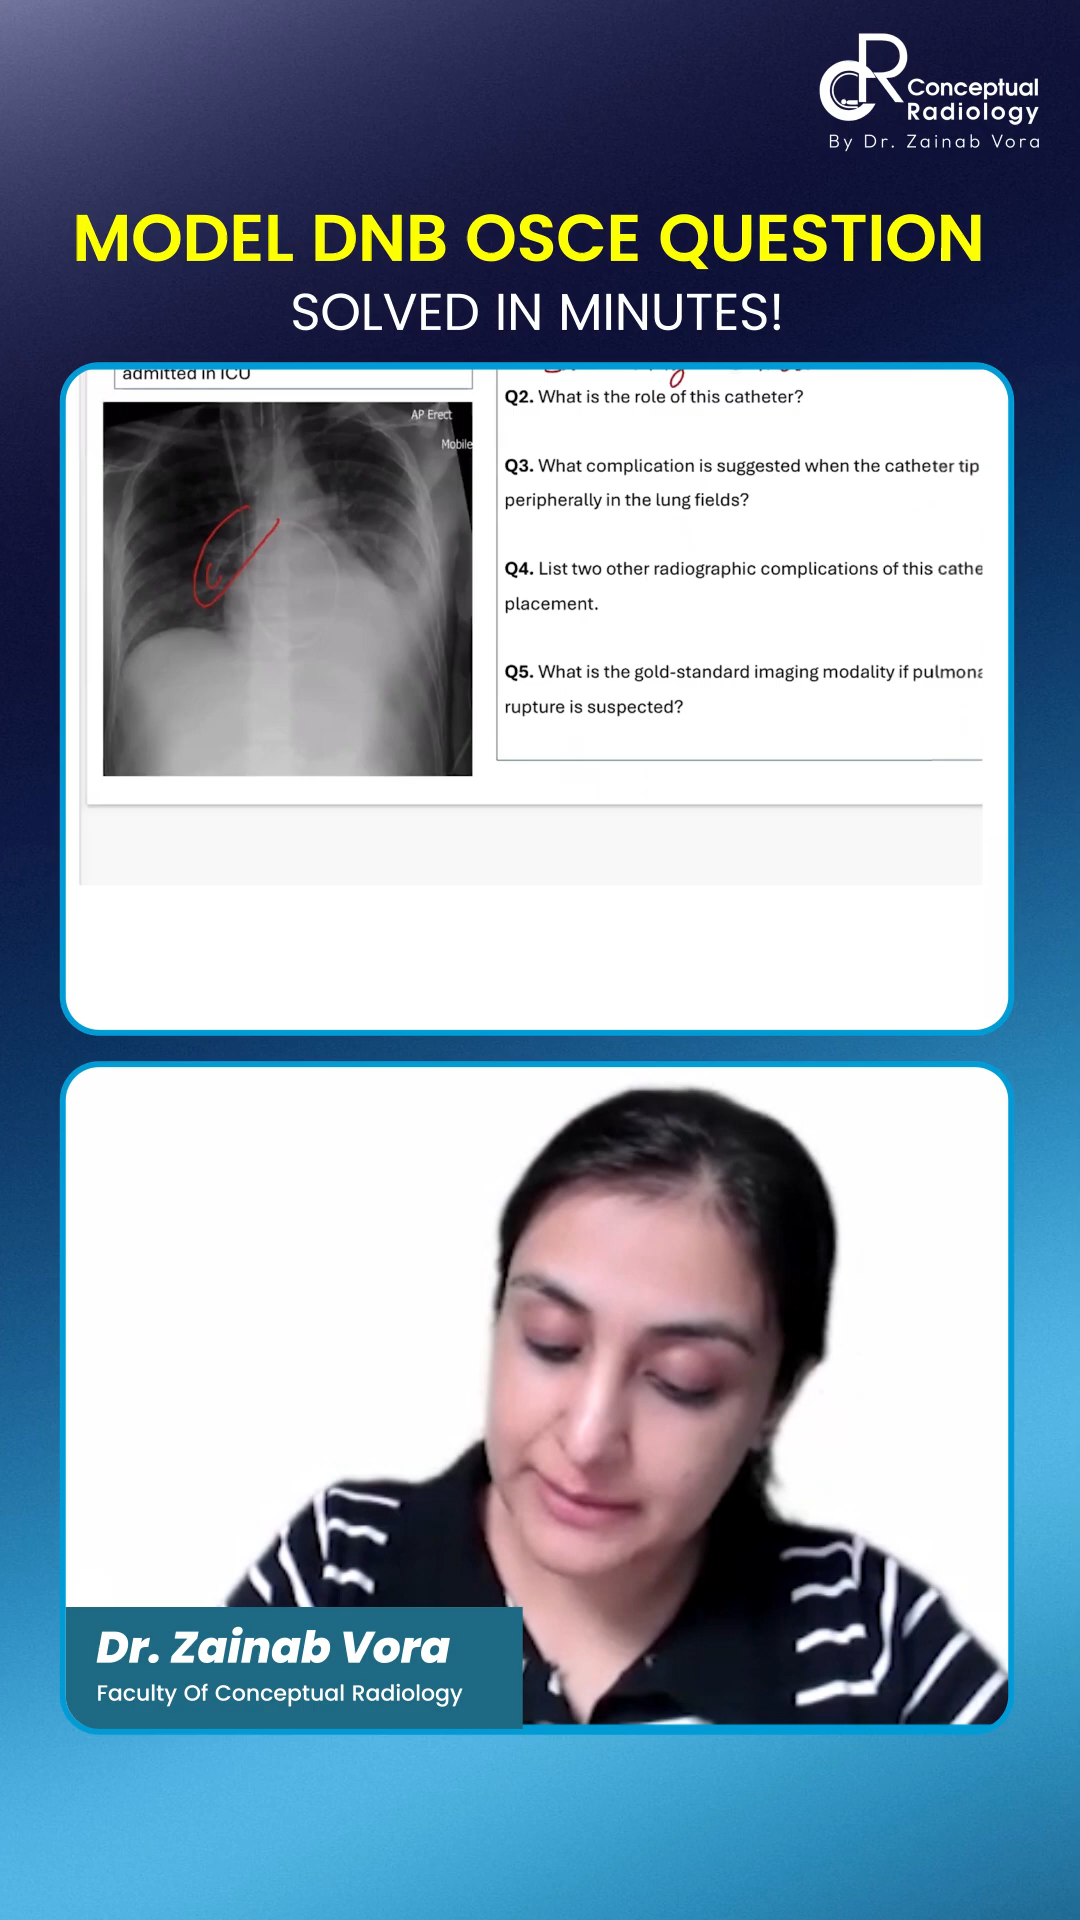 Conceptual
Radiology
By Dr. Zainab Vora
MODEL DNB OSCE QUESTION
SOLVED IN MINUTES!
admitted in ICU
AP Erect
Mobile
Q2. What is the role of this catheter?
Q3. What complication is suggested when the catheter tip
peripherally in the lung fields?
Q4. List two other radiographic complications of this cathe
placement.
Q5. What is the gold-standard imaging modality if pulmona
rupture is suspected?
Dr. Zainab Vora
Faculty Of Conceptual Radiology